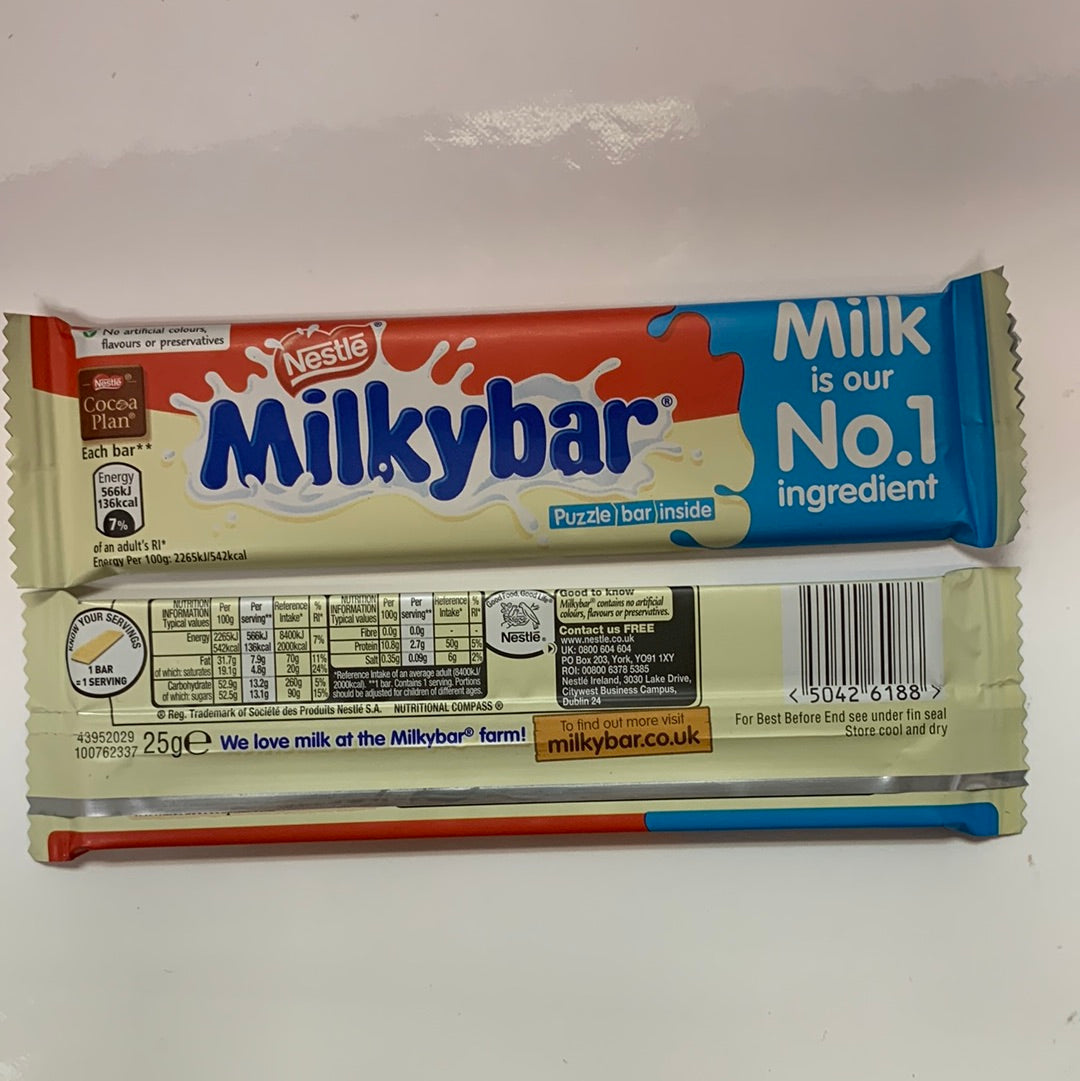 No artificial colours,
flavours or preservatives
Nestlé®
Nestlé®
Cocoa
Plan®
Milkybar®
Milk
is our
No.1
ingredient
Each bar**
Energy
566kJ
136kcal
7%
of an adult's RI*
Energy Per 100g: 2265kJ/542kcal
Puzzle bar inside
KNOW YOUR SERVINGS
1 BAR
= 1 SERVING
NUTRITION INFORMATION Typical values Per 100g Per serving** Reference Intake* % RI*
Energy 2265kJ 566kJ 8400kJ 7%
542kcal 136kcal 2000kcal
Fat 31.7g 7.9g 70g 11%
of which: saturates 19.1g 4.8g 20g 24%
Carbohydrate 52.9g 13.2g 260g 5%
of which: sugars 52.5g 13.1g 90g 15%
NUTRITION INFORMATION Typical values Per 100g Per serving** Reference Intake* % RI*
Fibre 0.0g 0.0g - -
Protein 10.8g 2.7g 50g 5%
Salt 0.35g 0.09g 6g 2%
*Reference Intake of an average adult (8400kJ/
2000kcal). **1 bar. Contains 1 serving. Portions
should be adjusted for children of different ages.
® Reg. Trademark of Société des Produits Nestlé S.A. NUTRITIONAL COMPASS ®
Good Food, Good Life®
Nestlé®
Good to know
Milkybar® contains no artificial
colours, flavours or preservatives.
Contact us FREE
www.nestle.co.uk
UK: 0800 604 604
PO Box 203, York, YO91 1XY
ROI: 00800 6378 5385
Nestlé Ireland, 3030 Lake Drive,
Citywest Business Campus,
Dublin 24
< 5042 6188 >
43952029
100762337
25g℮
We love milk at the Milkybar® farm!
To find out more visit
milkybar.co.uk
For Best Before End see under fin seal
Store cool and dry